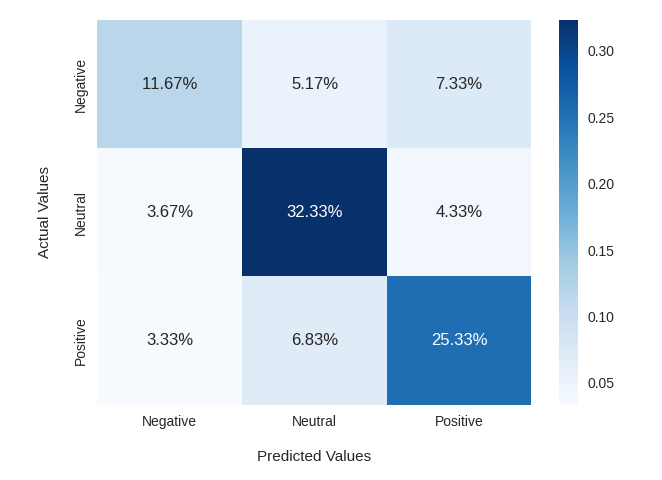 Actual Values
Negative
11.67% 5.17% 7.33%
Neutral
3.67% 32.33% 4.33%
Positive
3.33% 6.83% 25.33%
Negative Neutral Positive
Predicted Values
0.30
0.25
0.20
0.15
0.10
0.05